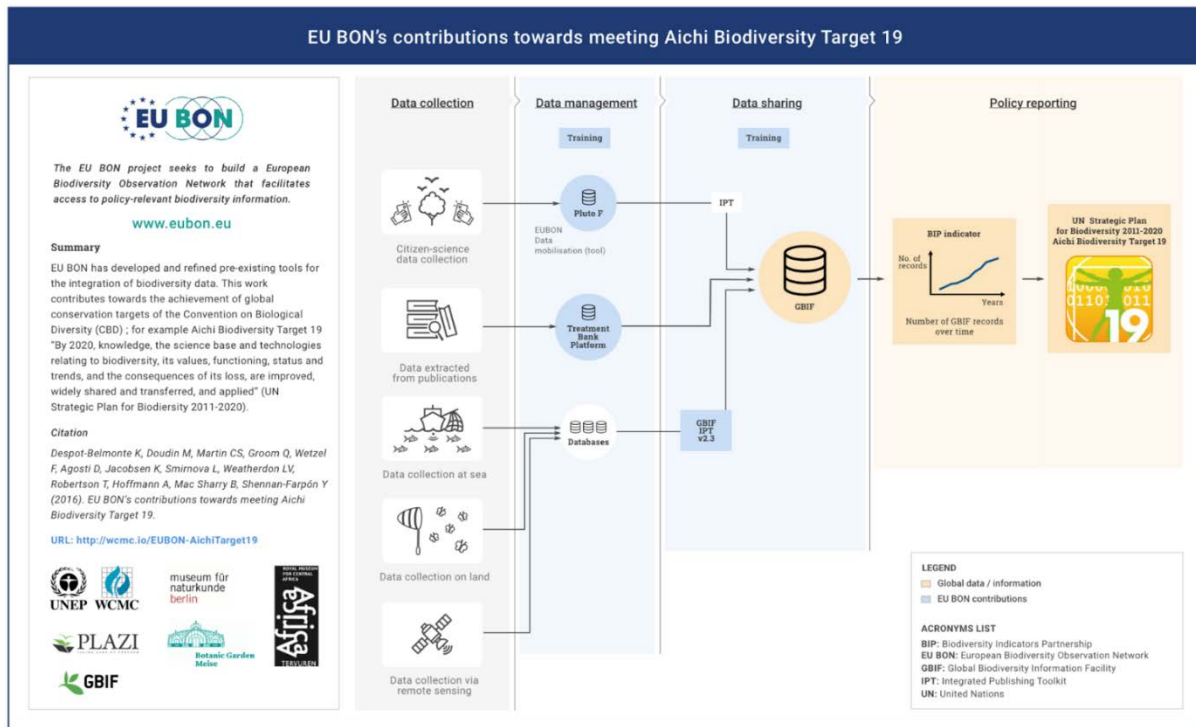 EU BON's contributions towards meeting Aichi Biodiversity Target 19
EU BON
The EU BON project seeks to build a European
Biodiversity Observation Network that facilitates
access to policy-relevant biodiversity information.
www.eubon.eu
Summary
EU BON has developed and refined pre-existing tools for
the integration of biodiversity data. This work
contributes towards the achievement of global
conservation targets of the Convention on Biological
Diversity (CBD) ; for example Aichi Biodiversity Target 19
"By 2020, knowledge, the science base and technologies
relating to biodiversity, its values, functioning, status and
trends, and the consequences of its loss, are improved,
widely shared and transferred, and applied" (UN
Strategic Plan for Biodiersity 2011-2020).
Citation
Despot-Belmonte K, Doudin M, Martin CS, Groom Q, Wetzel
F, Agosti D, Jacobsen K, Smirnova L, Weatherdon LV,
Robertson T, Hoffmann A, Mac Sharry B, Shennan-Farpón Y
(2016). EU BON's contributions towards meeting Aichi
Biodiversity Target 19.
URL: http://wcmc.io/EUBON-AichiTarget19
UNEP WCMC
museum für
naturkunde
berlin
ROYAL MUSEUM
FOR CENTRAL
AFRICA
Africa
TERVUREN
PLAZI
Botanic Garden
Meise
GBIF
Data collection
Citizen-science
data collection
Data extracted
from publications
Data collection at sea
Data collection on land
Data collection via
remote sensing
Data management
Training
Pluto F
EUBON
Data
mobilisation (tool)
Treatment
Bank
Platform
Databases
Data sharing
Training
IPT
GBIF
IPT
v2.3
GBIF
Policy reporting
BIP indicator
No. of
records
Years
Number of GBIF records
over time
UN Strategic Plan
for Biodiversity 2011-2020
Aichi Biodiversity Target 19
19
LEGEND
Global data / information
EU BON contributions
ACRONYMS LIST
BIP: Biodiversity Indicators Partnership
EU BON: European Biodiversity Observation Network
GBIF: Global Biodiversity Information Facility
IPT: Integrated Publishing Toolkit
UN: United Nations